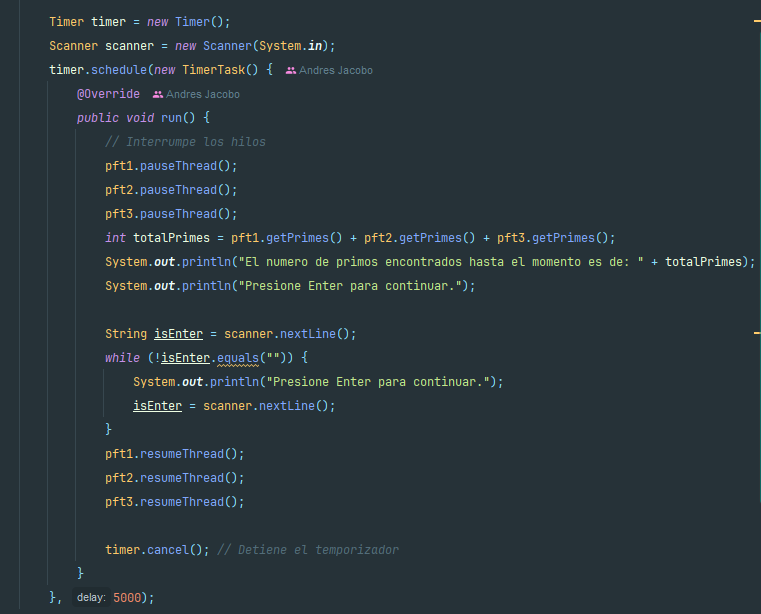 Timer timer = new Timer();
Scanner scanner = new Scanner(System.in);
timer.schedule(new TimerTask() { Andres Jacobo
@Override Andres Jacobo
public void run() {
// Interrumpe los hilos
pft1.pauseThread();
pft2.pauseThread();
pft3.pauseThread();
int totalPrimes = pft1.getPrimes() + pft2.getPrimes() + pft3.getPrimes();
System.out.println("El numero de primos encontrados hasta el momento es de: " + totalPrimes);
System.out.println("Presione Enter para continuar.");
String isEnter = scanner.nextLine();
while (!isEnter.equals("")) {
System.out.println("Presione Enter para continuar.");
isEnter = scanner.nextLine();
}
pft1.resumeThread();
pft2.resumeThread();
pft3.resumeThread();
timer.cancel(); // Detiene el temporizador
}
}, delay: 5000);